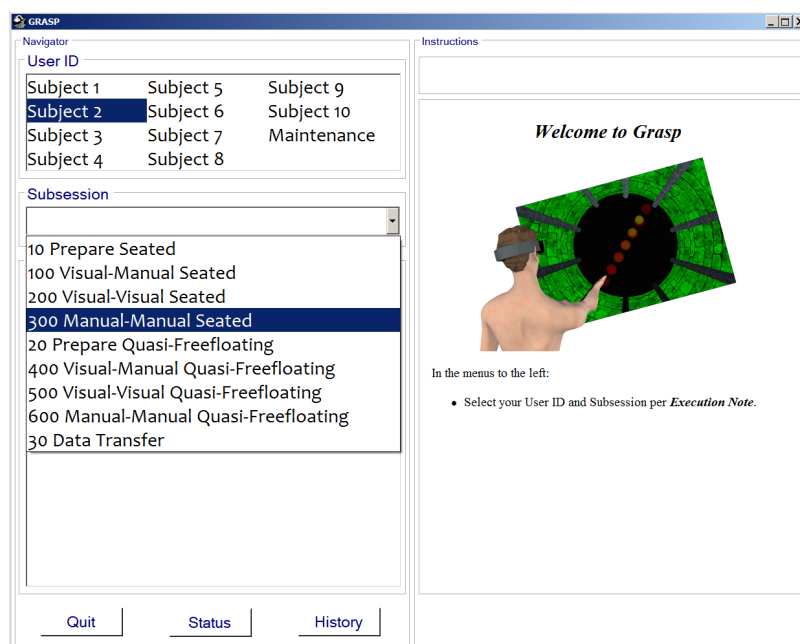 GRASP
Navigator
User ID
Subject 1 Subject 5 Subject 9
Subject 2 Subject 6 Subject 10
Subject 3 Subject 7 Maintenance
Subject 4 Subject 8
Subsession
10 Prepare Seated
100 Visual-Manual Seated
200 Visual-Visual Seated
300 Manual-Manual Seated
20 Prepare Quasi-Freefloating
400 Visual-Manual Quasi-Freefloating
500 Visual-Visual Quasi-Freefloating
600 Manual-Manual Quasi-Freefloating
30 Data Transfer
Quit Status History
Instructions
Welcome to Grasp
In the menus to the left:
• Select your User ID and Subsession per Execution Note.